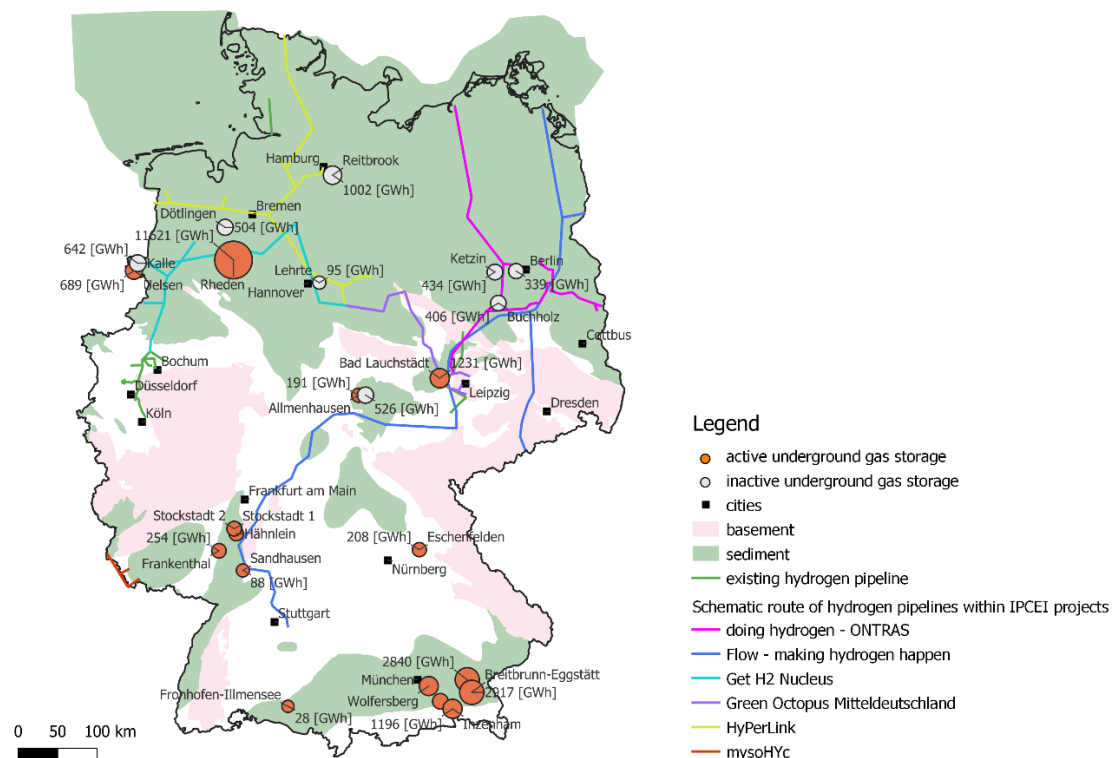 Hamburg
Reitbrook
1002 [GWh]
Dötlingen
Bremen
504 [GWh]
11621 [GWh]
642 [GWh]
Kalle
689 [GWh]
Rheden
Lehrte
95 [GWh]
Hannover
Ketzin
Berlin
434 [GWh]
339 [GWh]
406 [GWh]
Buchholz
Cottbus
Bochum
Düsseldorf
Köln
Bad Lauchstädt
1231 [GWh]
191 [GWh]
Leipzig
Allmenhausen
526 [GWh]
Dresden
Frankfurt am Main
Stockstadt 2
Stockstadt 1
Hähnlein
254 [GWh]
Frankenthal
Sandhausen
88 [GWh]
208 [GWh]
Eschenfelden
Nürnberg
Stuttgart
2840 [GWh]
Breitbrunn-Eggstätt
München
Wolfersberg
Fronhofen-Illmensee
28 [GWh]
1196 [GWh]
Inzenham
0 50 100 km
Legend
active underground gas storage
inactive underground gas storage
cities
basement
sediment
existing hydrogen pipeline
Schematic route of hydrogen pipelines within IPCEI projects
doing hydrogen - ONTRAS
Flow - making hydrogen happen
Get H2 Nucleus
Green Octopus Mitteldeutschland
HyPerLink
mysoHYc